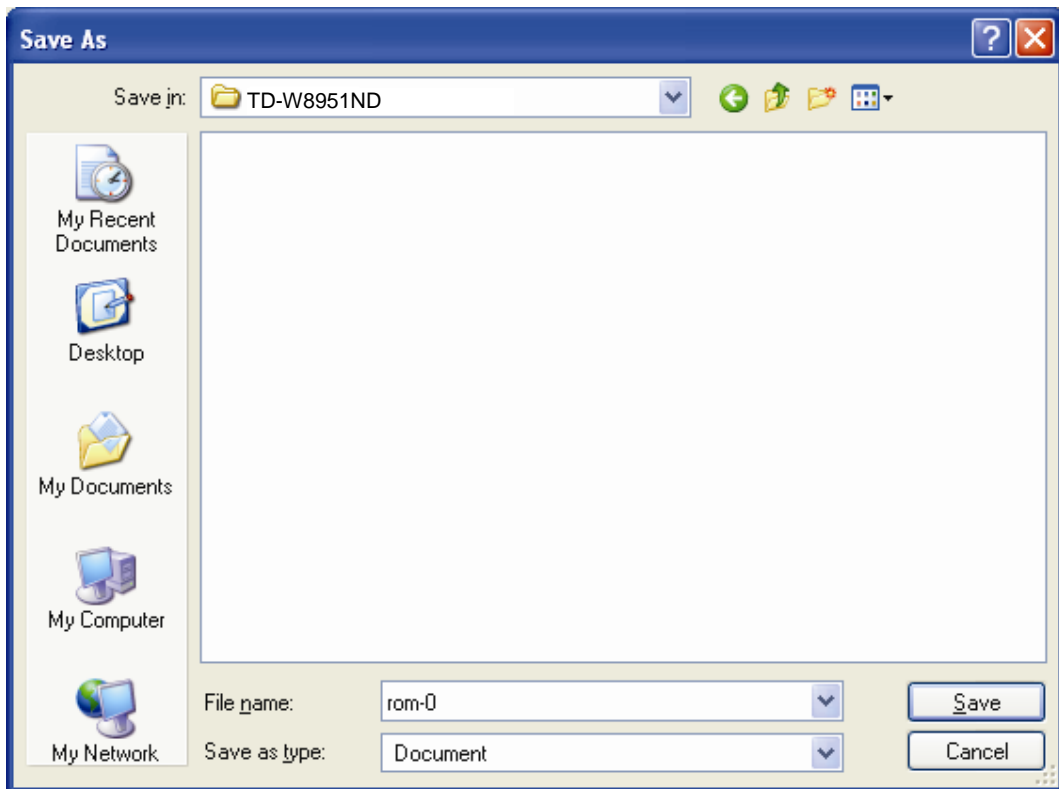 Save As
Save in:
TD-W8951ND
My Recent
Documents
Desktop
My Documents
My Computer
My Network
File name:
rom-0
Save
Save as type:
Document
Cancel